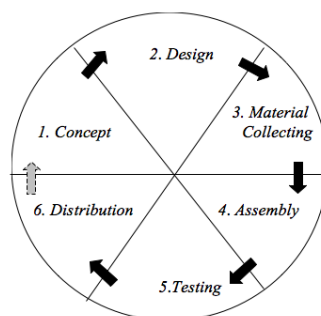 1. Concept
2. Design
3. Material
Collecting
4. Assembly
5.Testing
6. Distribution